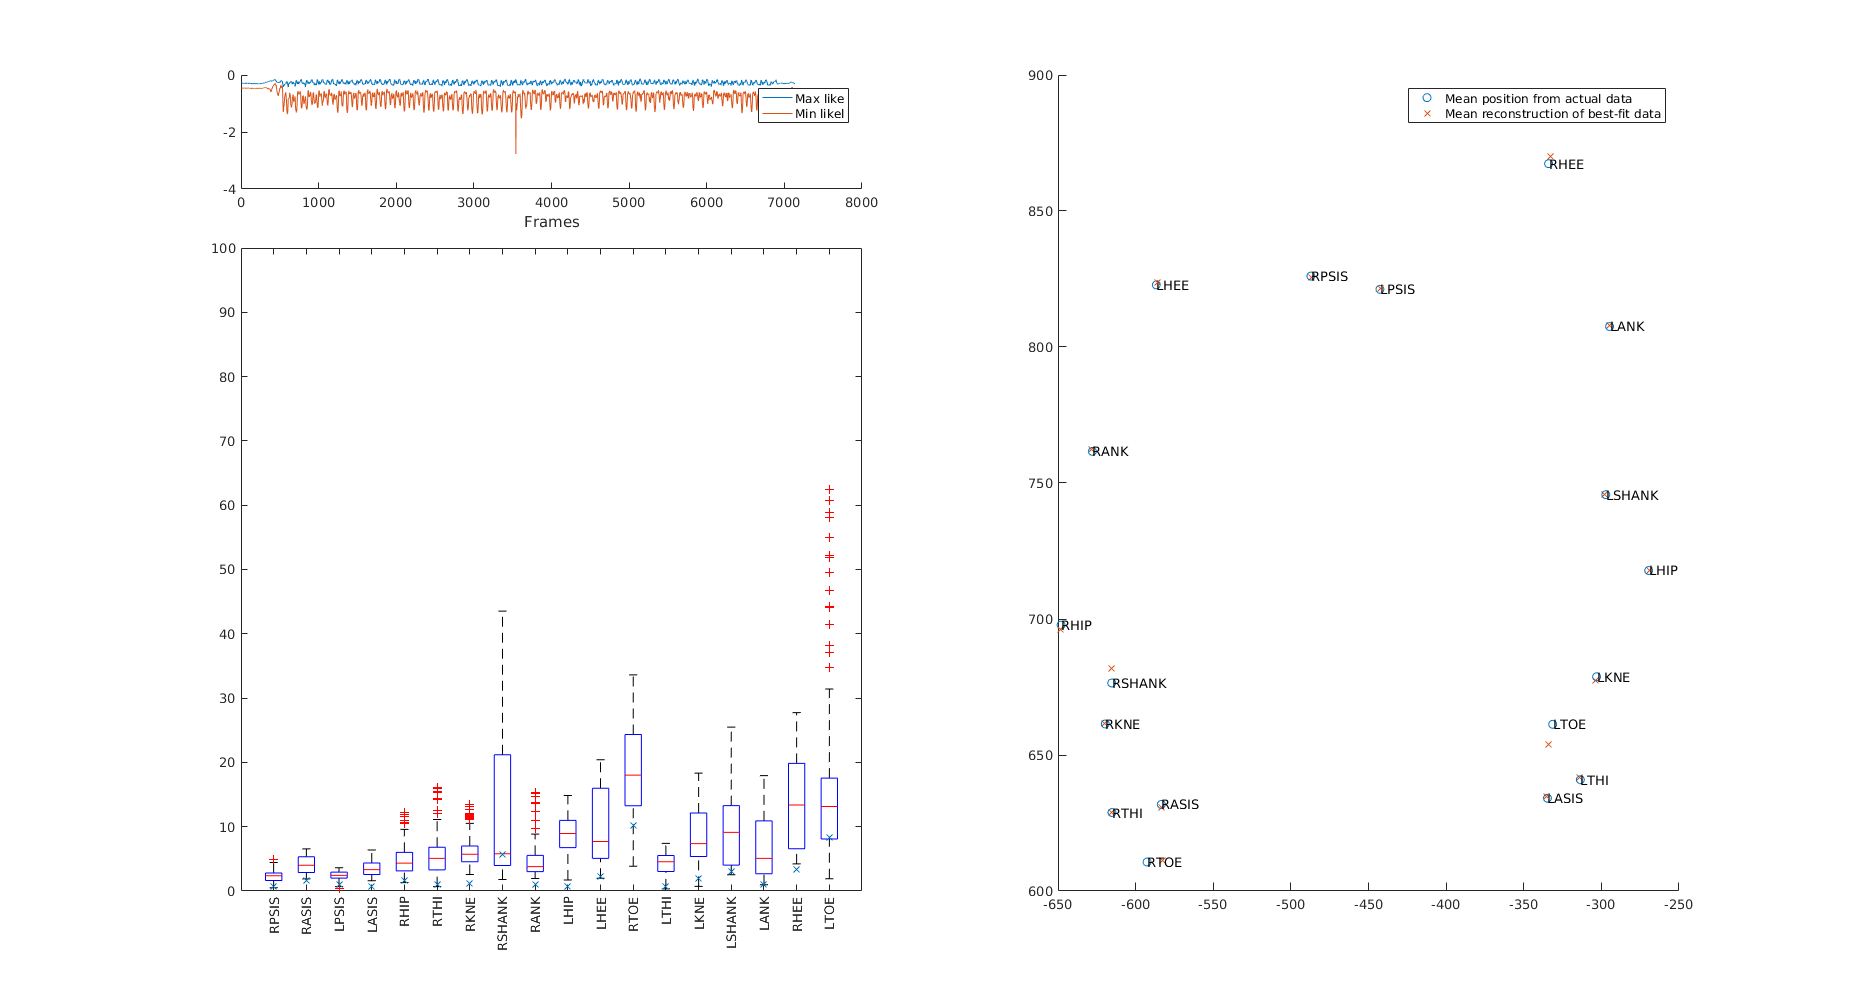 0
-2
-4
Max like
Min likel
0 1000 2000 3000 4000 5000 6000 7000 8000
Frames
100
90
80
70
60
50
40
30
20
10
0
RPSIS RASIS LPSIS LASIS RHIP RTHI RKNE RSHANK RANK LHIP LHEE RTOE LTHI LKNE LSHANK LANK RHEE LTOE
900
850
800
750
700
650
600
Mean position from actual data
Mean reconstruction of best-fit data
RHEE
RPSIS
LHEE
LPSIS
LANK
RANK
LSHANK
LHIP
RHIP
RSHANK
LKNE
RKNE
LTOE
LTHI
LASIS
RASIS
RTHI
RTOE
-650 -600 -550 -500 -450 -400 -350 -300 -250